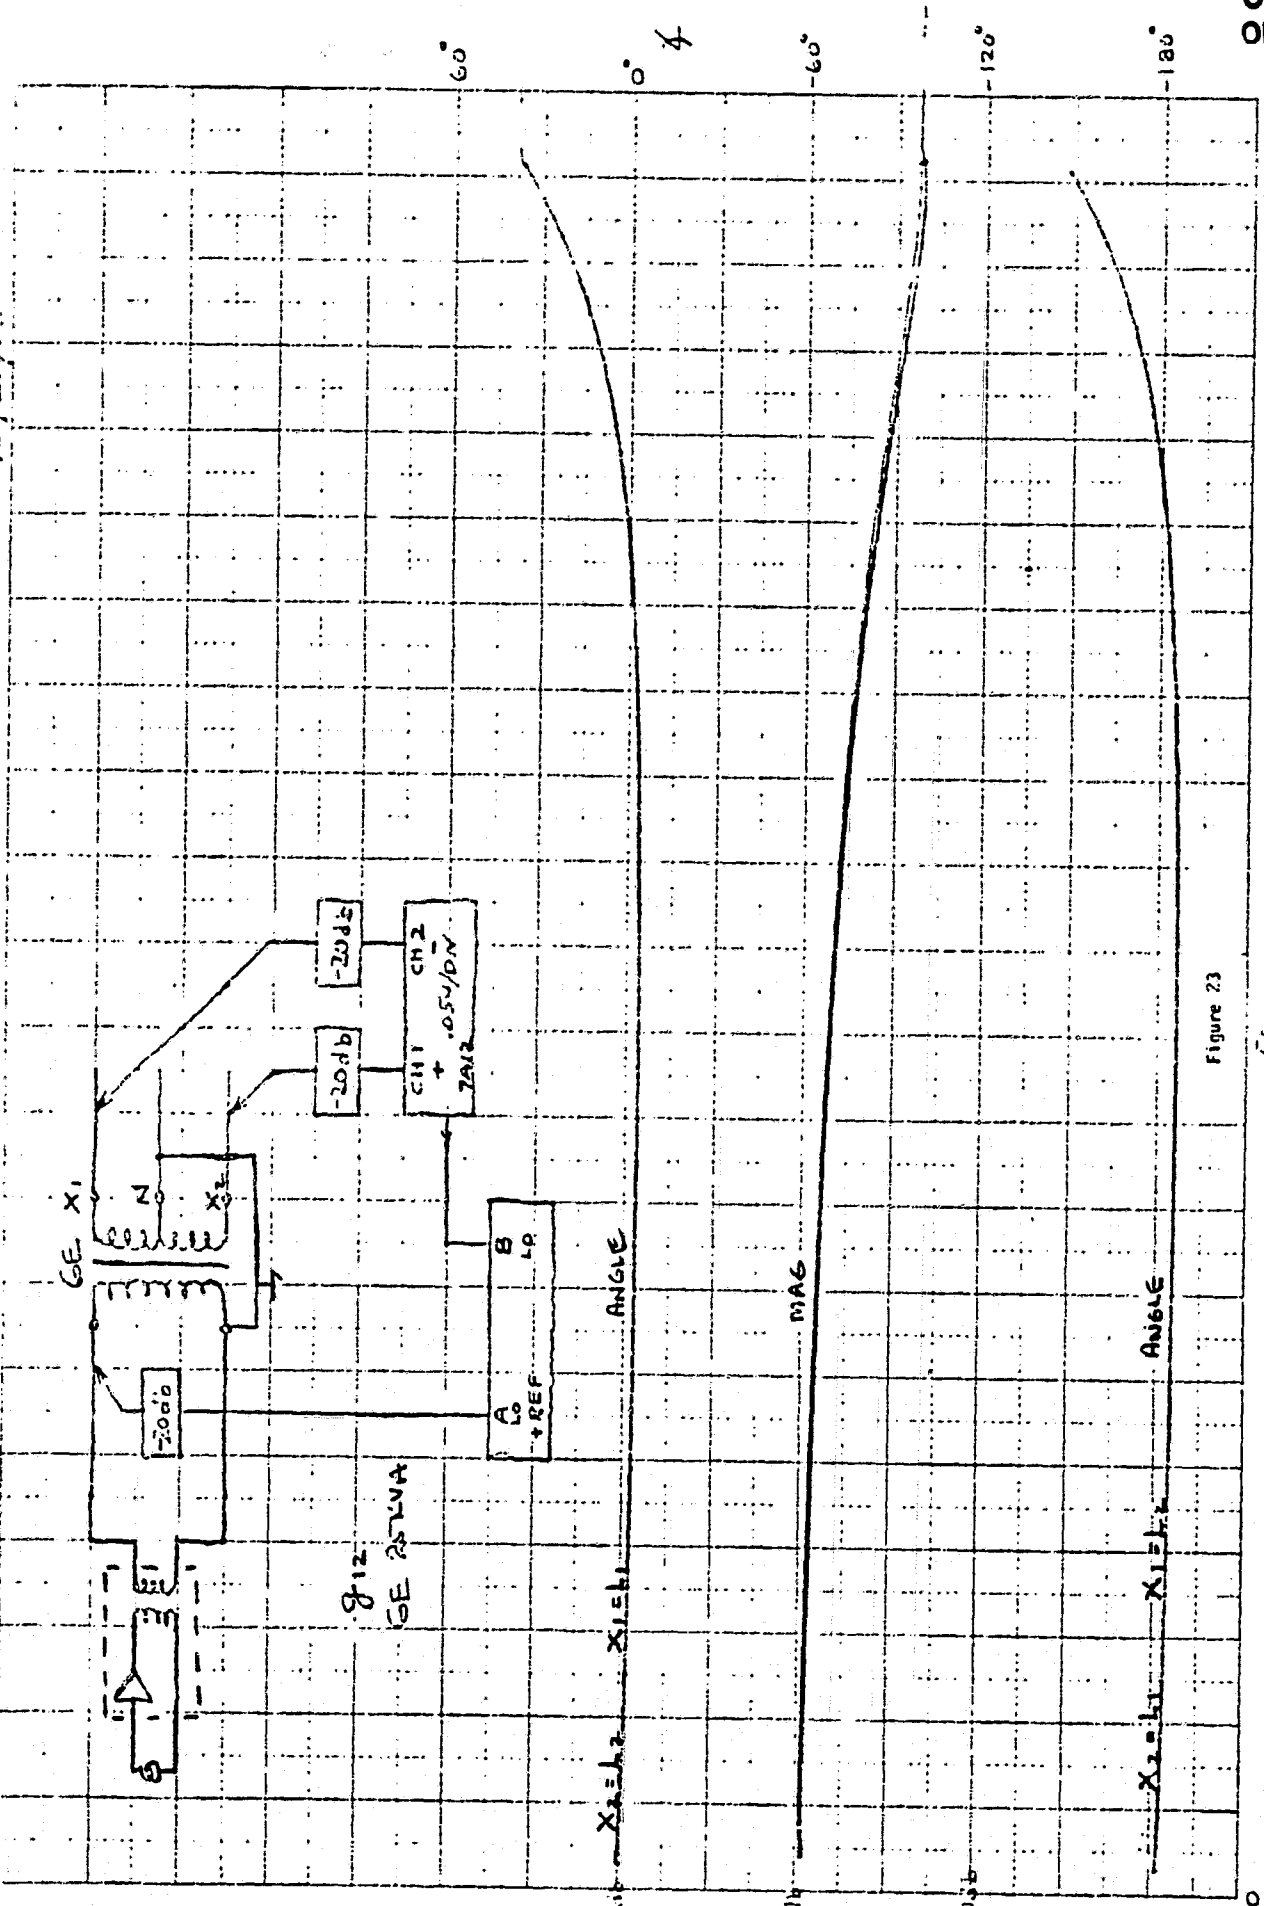 GE
X1
N
X2
-20db
-20db
CH1
CH2
+
-
.05V/DIV
7A12
A
LO
+REF
B
LO
g12
GE 25KVA
60°
0°
-60°
-120°
-180°
X2=h2
X1=h1
ANGLE
MAG
X2=h1
X1=h2
ANGLE
Figure 23